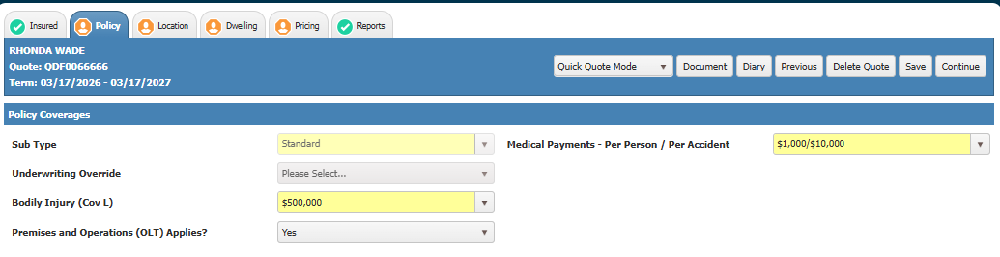 Insured Policy Location Dwelling Pricing Reports
RHONDA WADE
Quote: QDF0066666
Term: 03/17/2026 - 03/17/2027
Quick Quote Mode Document Diary Previous Delete Quote Save Continue
Policy Coverages
Sub Type Standard Medical Payments - Per Person / Per Accident $1,000/$10,000
Underwriting Override Please Select...
Bodily Injury (Cov L) $500,000
Premises and Operations (OLT) Applies? Yes